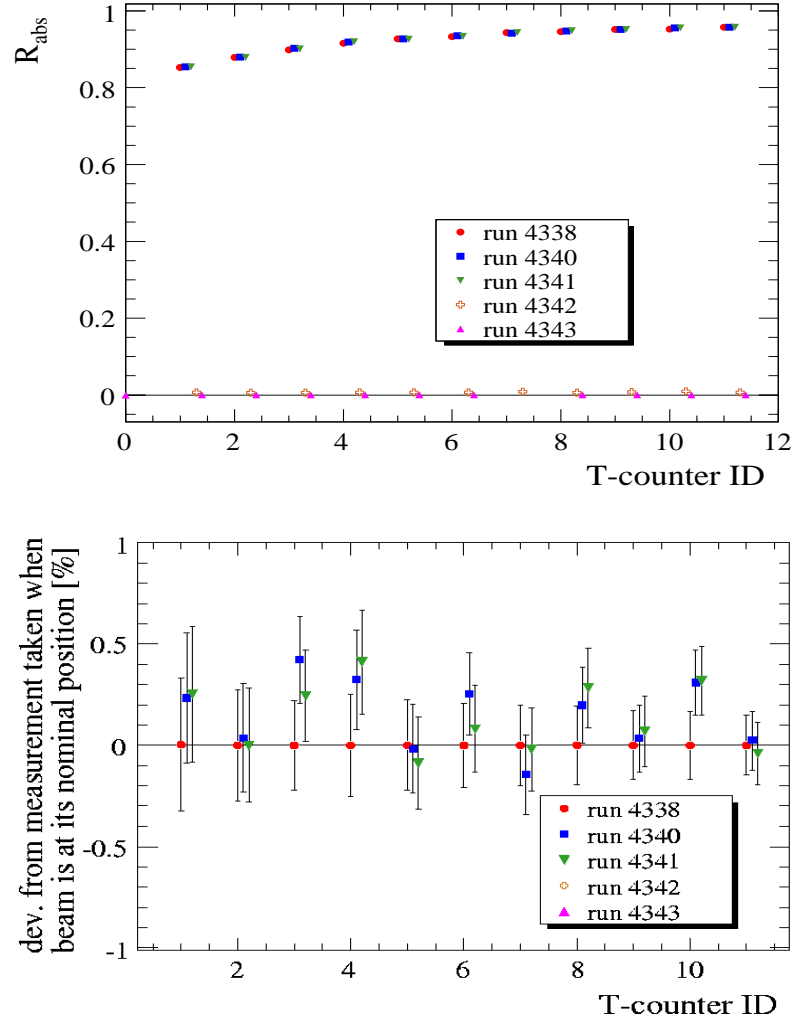 R_abs
1
0.8
0.6
0.4
0.2
0
run 4338
run 4340
run 4341
run 4342
run 4343
0 2 4 6 8 10 12
T-counter ID
dev. from measurement taken when
beam is at its nominal position [%]
1
0.5
0
-0.5
-1
run 4338
run 4340
run 4341
run 4342
run 4343
2 4 6 8 10
T-counter ID